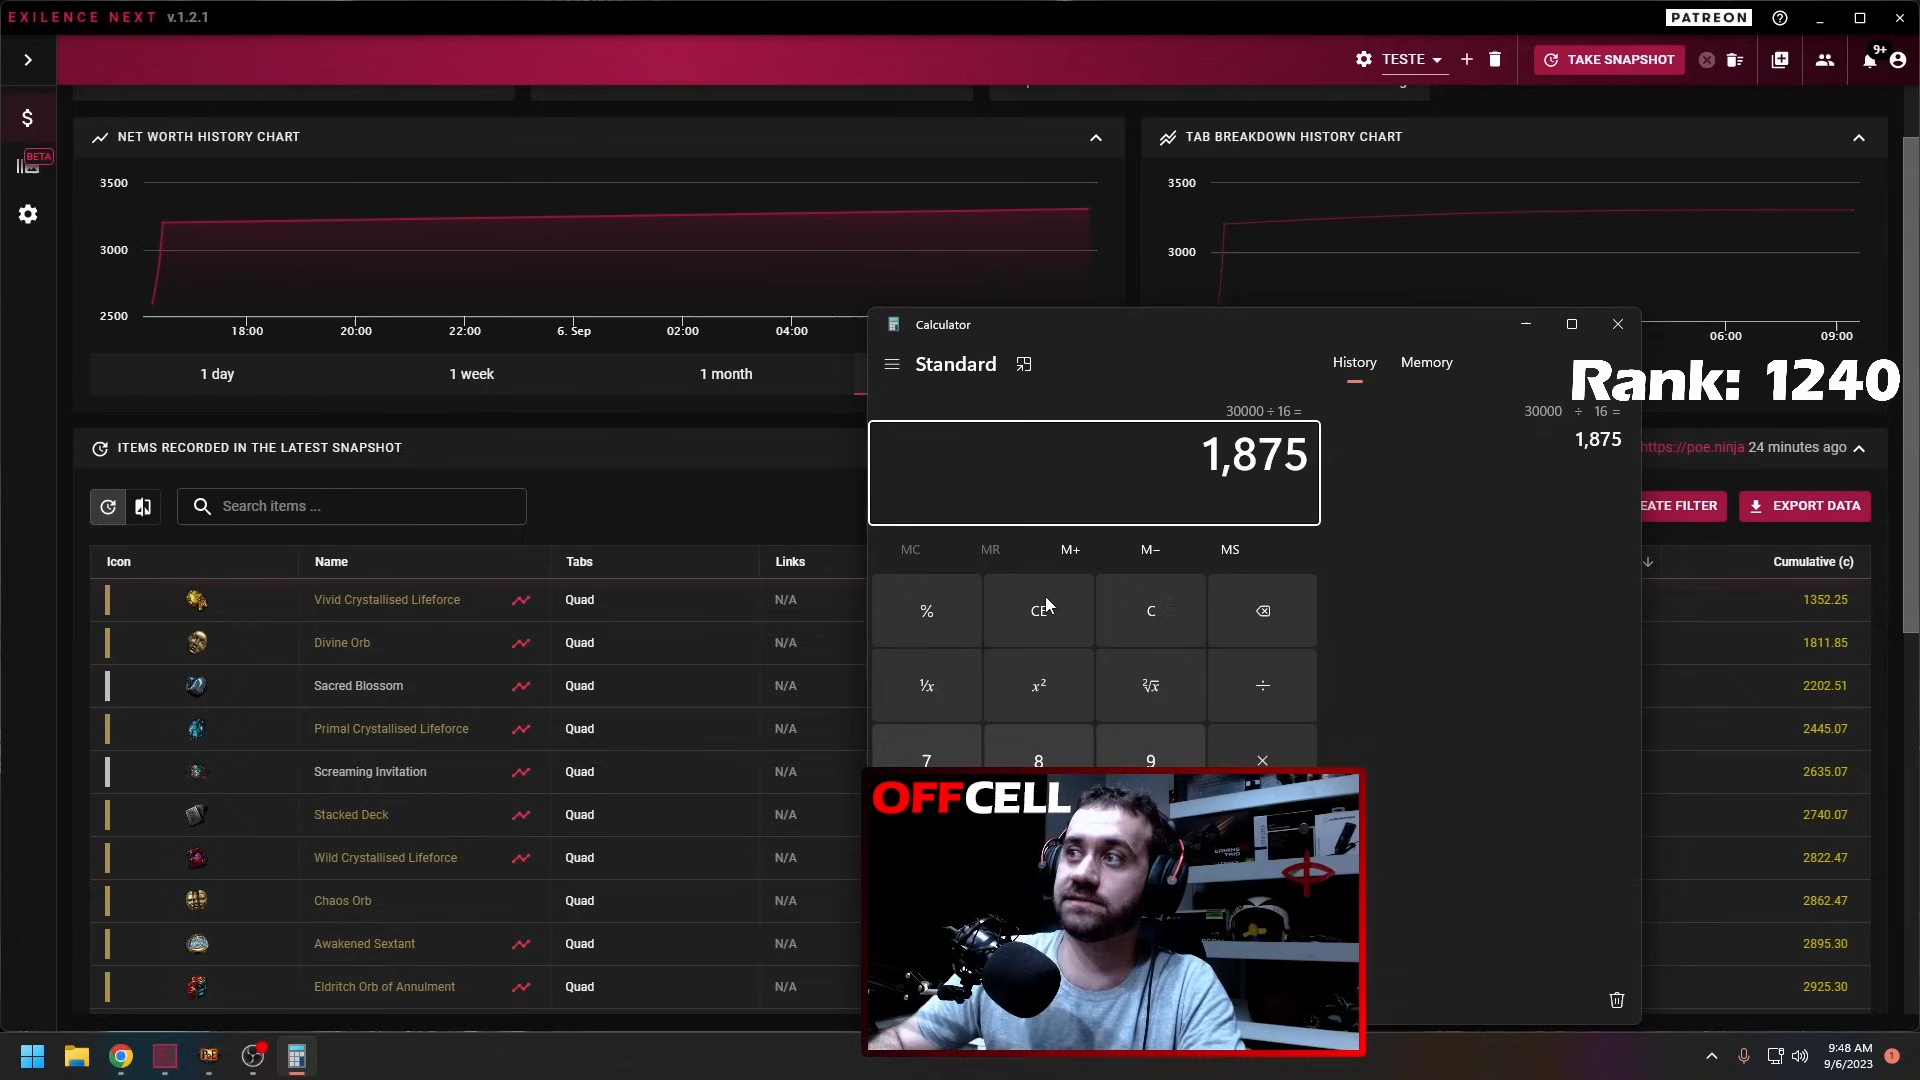 EXILENCE NEXT v.1.2.1
PATREON
TESTE
TAKE SNAPSHOT
9+
BETA
NET WORTH HISTORY CHART
3500
3000
2500
18:00
20:00
22:00
6. Sep
02:00
04:00
1 day
1 week
1 month
TAB BREAKDOWN HISTORY CHART
3500
3000
06:00
09:00
Calculator
Standard
History
Memory
30000 ÷ 16 =
1,875
30000 ÷ 16 =
1,875
MC
MR
M+
M−
MS
%
CE
C
¹/x
x²
²√x
÷
7
8
9
×
Rank: 1240
ITEMS RECORDED IN THE LATEST SNAPSHOT
https://poe.ninja 24 minutes ago
Search items ...
EATE FILTER
EXPORT DATA
Icon
Name
Tabs
Links
Cumulative (c)
Vivid Crystallised Lifeforce
Quad
N/A
1352.25
Divine Orb
Quad
N/A
1811.85
Sacred Blossom
Quad
N/A
2202.51
Primal Crystallised Lifeforce
Quad
N/A
2445.07
Screaming Invitation
Quad
N/A
2635.07
Stacked Deck
Quad
N/A
2740.07
Wild Crystallised Lifeforce
Quad
N/A
2822.47
Chaos Orb
Quad
N/A
2862.47
Awakened Sextant
Quad
N/A
2895.30
Eldritch Orb of Annulment
Quad
N/A
2925.30
OFFCELL
9:48 AM
9/6/2023
1